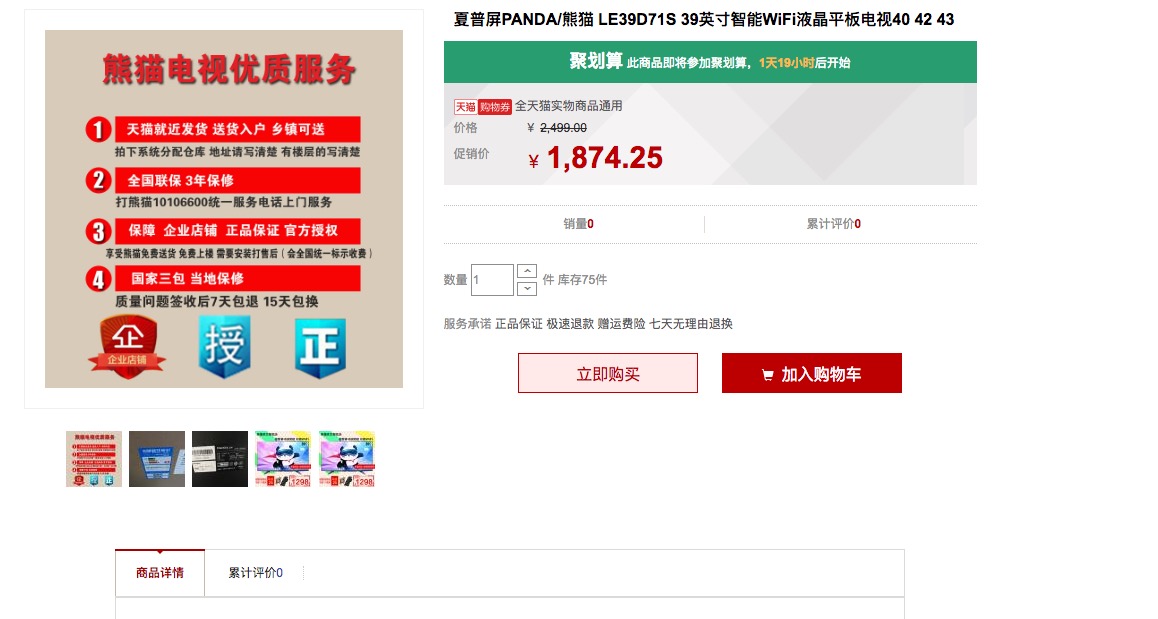 夏普屏PANDA/熊猫 LE39D71S 39英寸智能WiFi液晶平板电视40 42 43
聚划算 此商品即将参加聚划算，1天19小时后开始
天猫 购物券 全天猫实物商品通用
价格 ¥ 2,499.00
促销价 ¥ 1,874.25
销量0 累计评价0
数量 1 件 库存75件
服务承诺 正品保证 极速退款 赠运费险 七天无理由退换
立即购买 加入购物车
熊猫电视优质服务
1 天猫就近发货 送货入户 乡镇可送
拍下系统分配仓库 地址请写清楚 有楼层的写清楚
2 全国联保 3年保修
打熊猫10106600统一服务电话上门服务
3 保障 企业店铺 正品保证 官方授权
享受熊猫免费送货 免费上楼 需要安装打售后（会全国统一标示收费）
4 国家三包 当地保修
质量问题签收后7天包退 15天包换
企 授 正
企业店铺
熊猫电视优质服务
1298 1298
商品详情 累计评价0